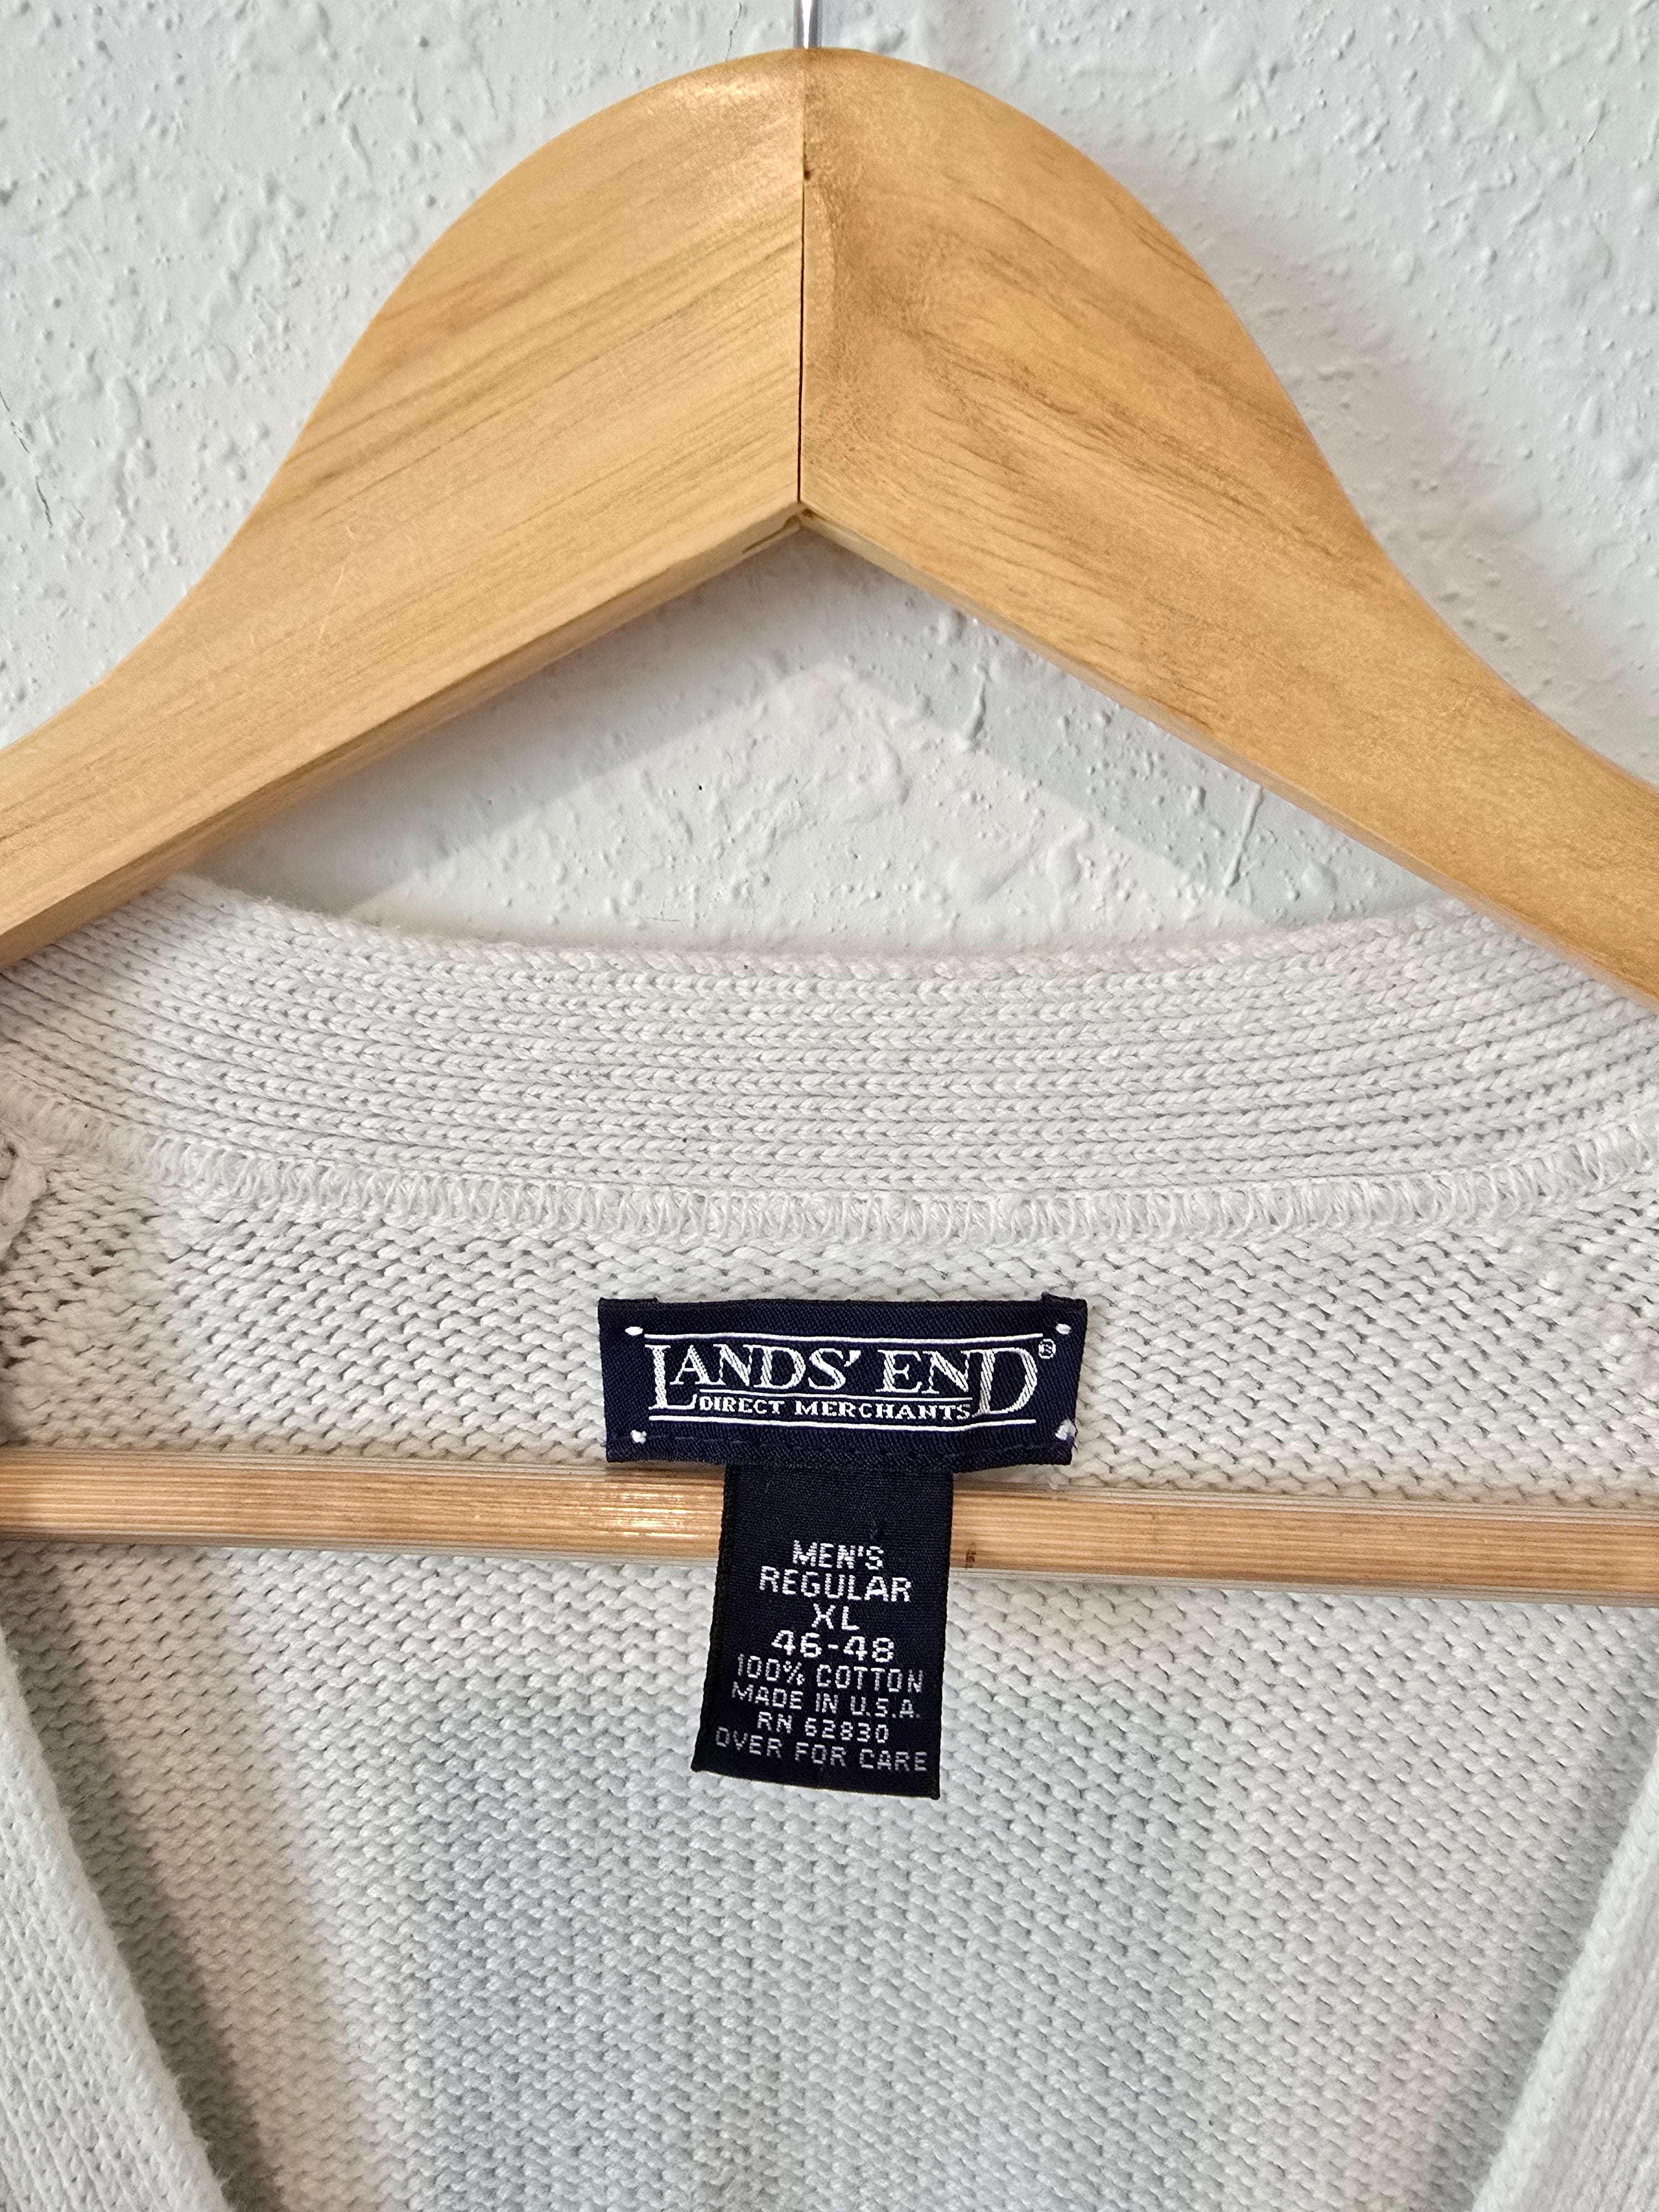 LANDS' END®
DIRECT MERCHANTS
MEN'S
REGULAR
XL
46-48
100% COTTON
MADE IN U.S.A.
RN 62830
OVER FOR CARE